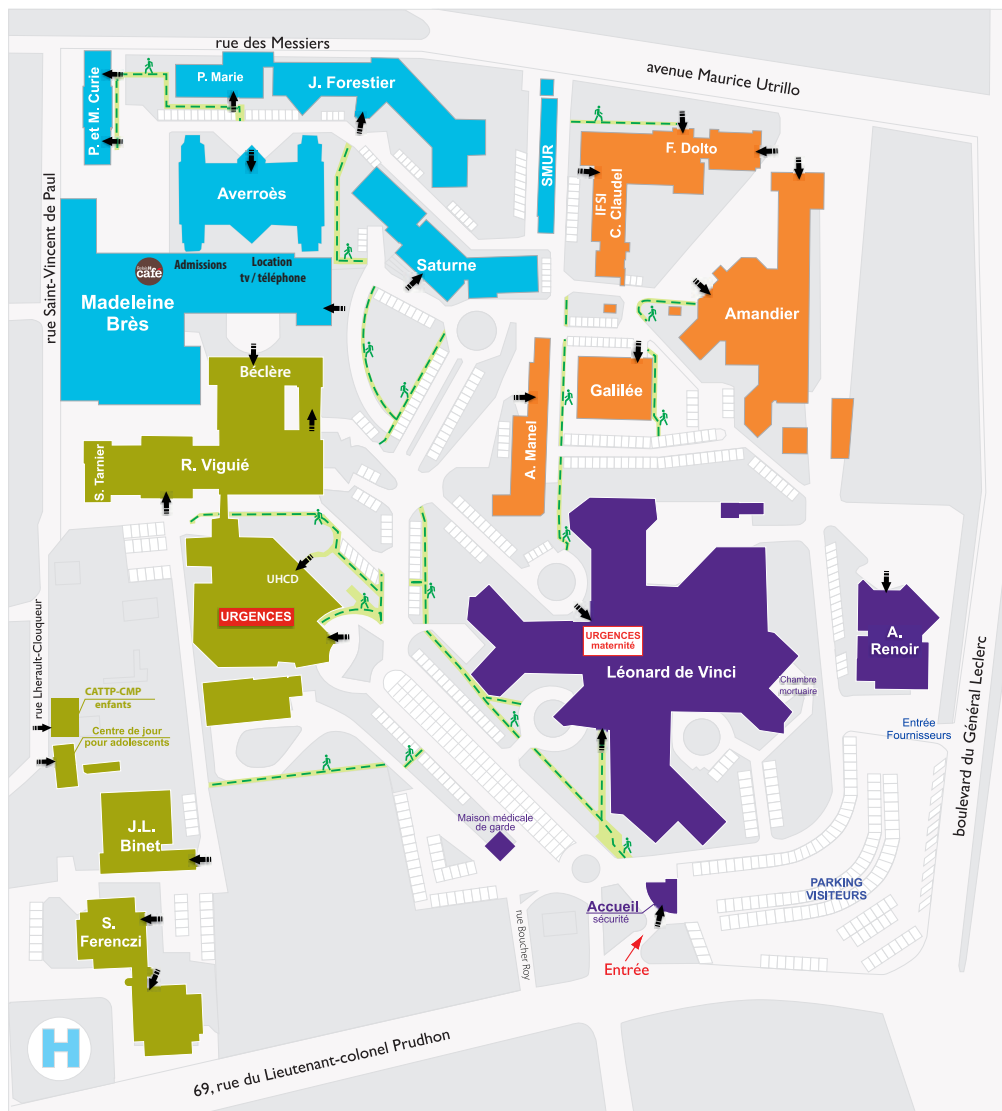 rue des Messiers
avenue Maurice Utrillo
P. et M. Curie
P. Marie
J. Forestier
SMUR
F. Dolto
IFSI
C. Claudel
Averroès
rue Saint-Vincent de Paul
cafe
Admissions
Location
tv / téléphone
Saturne
Madeleine
Brès
Amandier
Béclère
Galilée
A. Manel
S. Tarnier
R. Viguié
UHCD
URGENCES
URGENCES
maternité
Léonard de Vinci
A.
Renoir
Chambre
mortuaire
rue Lherault-Clouqueur
CATTP-CMP
enfants
Centre de jour
pour adolescents
Entrée
Fournisseurs
boulevard du Général Leclerc
J.L.
Binet
Maison médicale
de garde
PARKING
VISITEURS
S.
Ferenczi
Accueil
sécurité
rue Boucher Roy
Entrée
H
69, rue du Lieutenant-colonel Prudhon